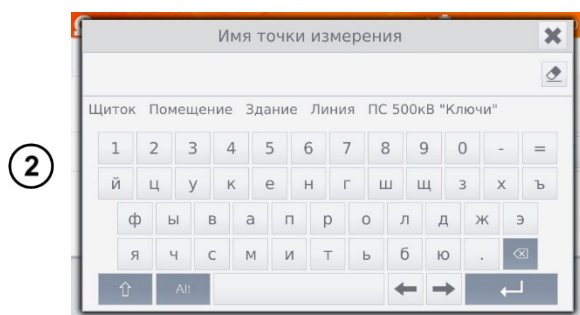 Имя точки измерения
Щиток Помещение Здание Линия ПС 500кВ "Ключи"
2
1 2 3 4 5 6 7 8 9 0 - =
й ц у к е н г ш щ з х ъ
ф ы в а п р о л д ж э
я ч с м и т ь б ю .
Alt